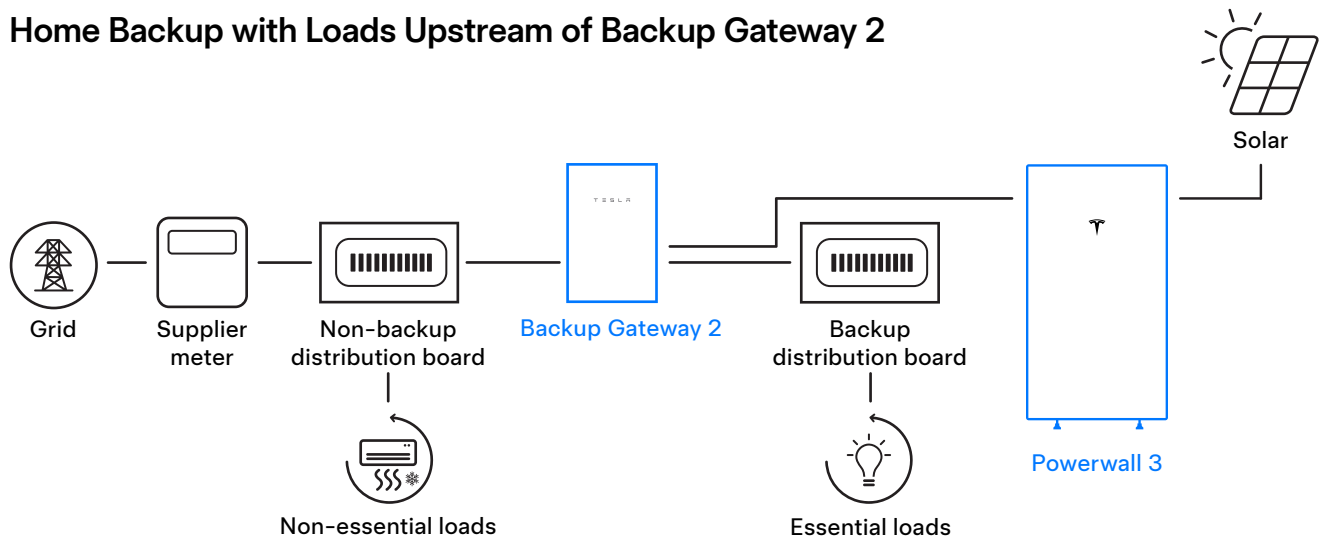 Home Backup with Loads Upstream of Backup Gateway 2
Solar
TESLA
Grid
Supplier
meter
Non-backup
distribution board
Backup Gateway 2
Backup
distribution board
Powerwall 3
Non-essential loads
Essential loads